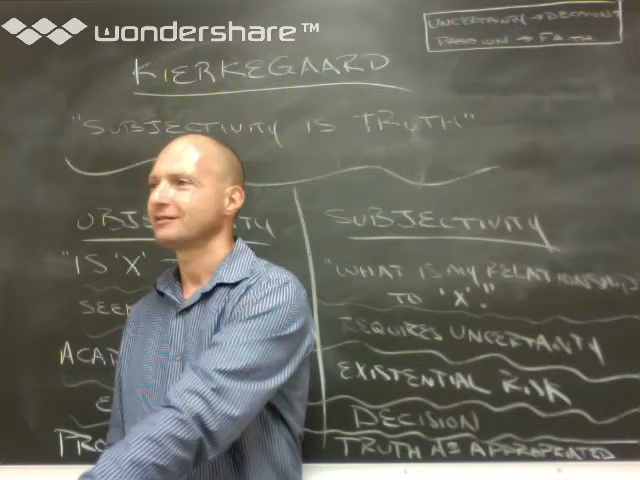 wondershare™
UNCERTAINTY → DECISION
PASSION → FAITH
KIERKEGAARD
"SUBJECTIVITY IS TRUTH"
SUBJECTIVITY
"IS 'X'
"WHAT IS MY RELATIONSHIP
TO 'X'."
REQUIRES UNCERTAINTY
EXISTENTIAL RISK
DECISION
TRUTH AS APPROPRIATED